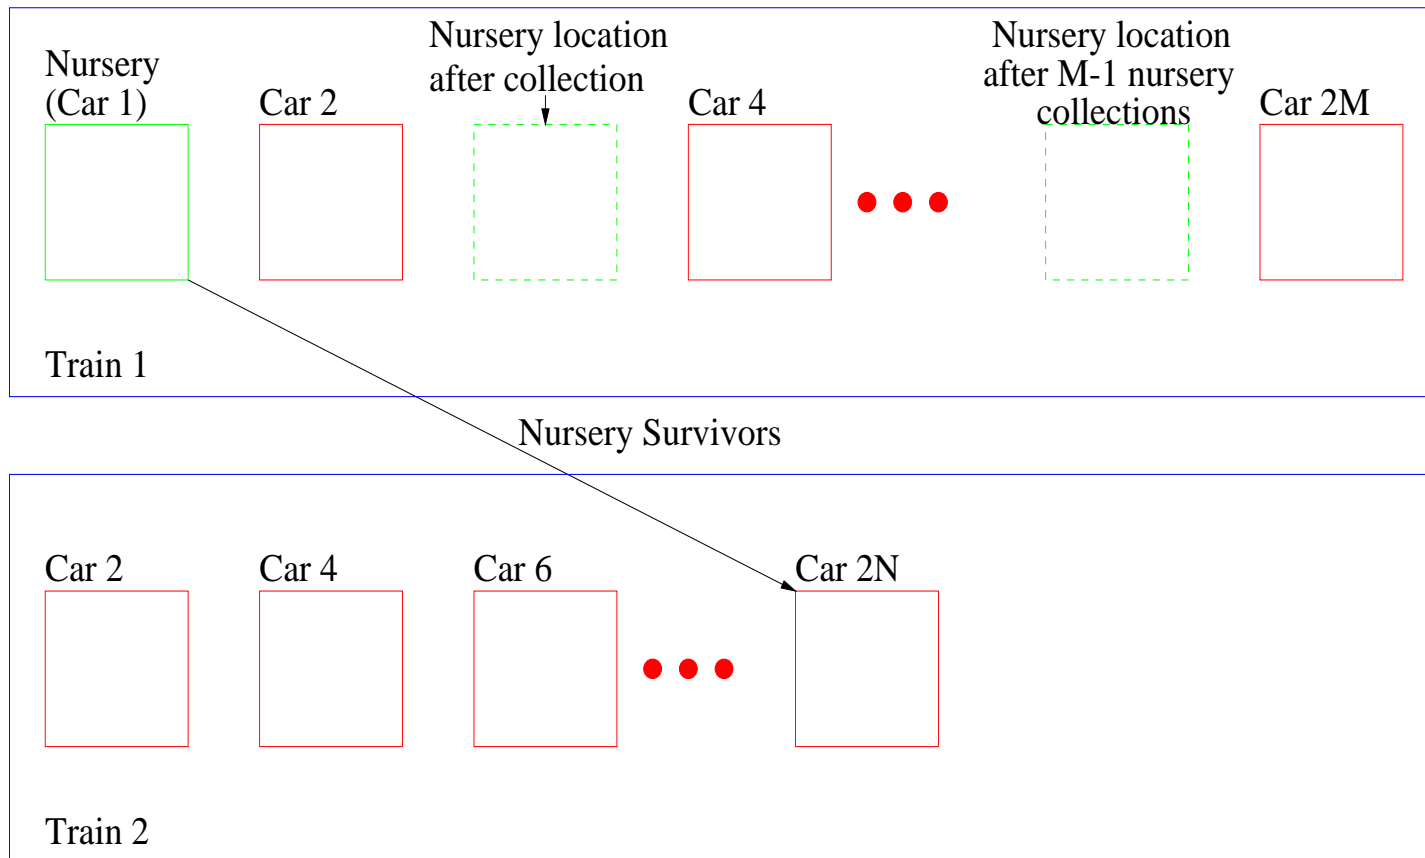 Nursery
(Car 1)
Car 2
Nursery location
after collection
Car 4
Nursery location
after M-1 nursery
collections
Car 2M
Train 1
Nursery Survivors
Car 2
Car 4
Car 6
Car 2N
Train 2